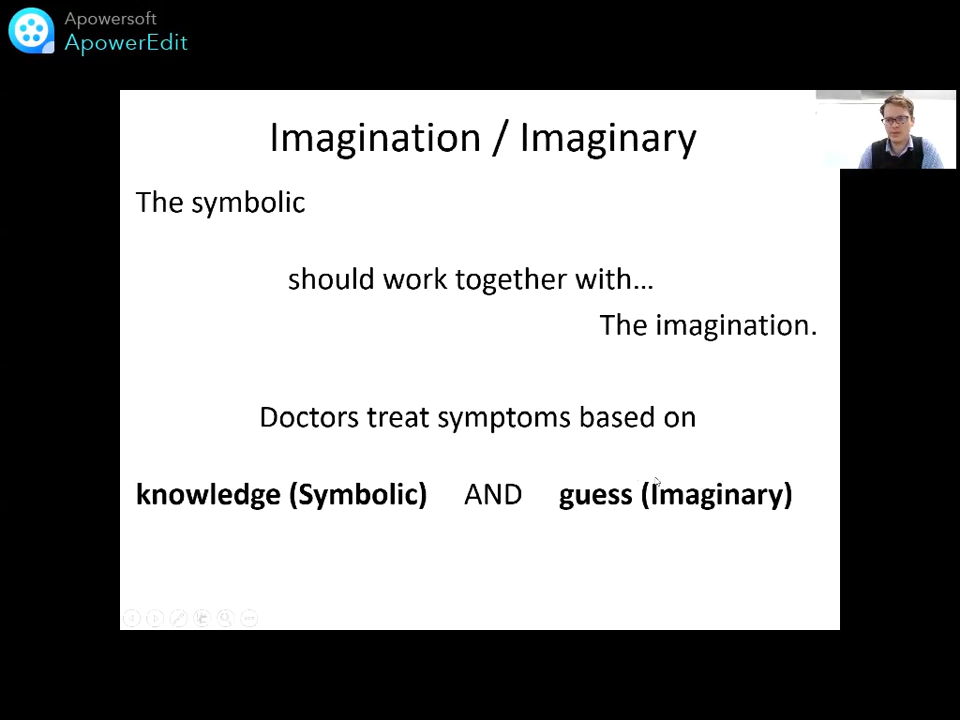 Apowersoft
ApowerEdit
Imagination / Imaginary
The symbolic
should work together with…
The imagination.
Doctors treat symptoms based on
knowledge (Symbolic) AND guess (Imaginary)